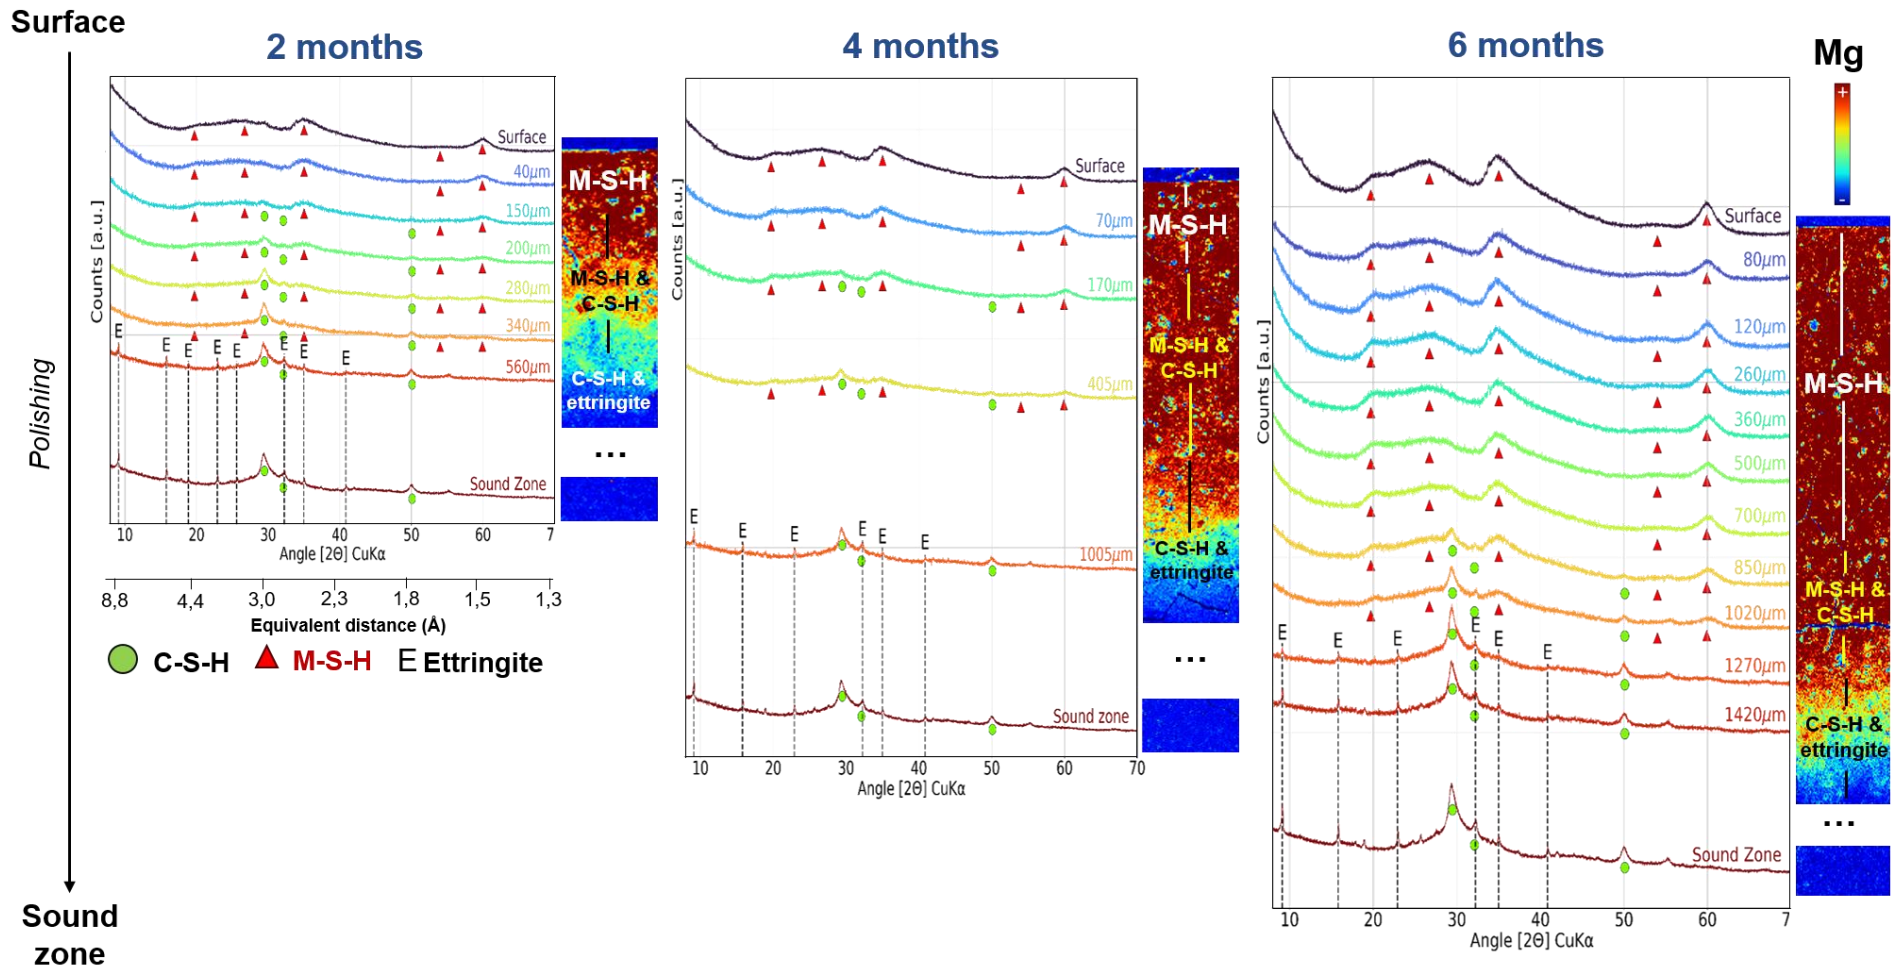 Surface
Polishing
Sound
zone
2 months
Counts [a.u.]
Surface
40μm
150μm
200μm
280μm
340μm
E E E E E E E E
560μm
Sound Zone
10 20 30 40 50 60 7
Angle [2Θ] CuKα
8,8 4,4 3,0 2,3 1,8 1,5 1,3
Equivalent distance (Å)
C-S-H M-S-H E Ettringite
M-S-H
M-S-H &
C-S-H
C-S-H &
ettringite
...
4 months
Counts [a.u.]
Surface
70μm
170μm
405μm
E E E E E E
1005μm
Sound zone
10 20 30 40 50 60 70
Angle [2Θ] CuKα
M-S-H
M-S-H &
C-S-H
C-S-H &
ettringite
...
6 months
Counts [a.u.]
Surface
80μm
120μm
260μm
360μm
500μm
700μm
850μm
1020μm
E E E E E E
1270μm
1420μm
Sound Zone
10 20 30 40 50 60 7
Angle [2Θ] CuKα
Mg
+
-
M-S-H
M-S-H &
C-S-H
C-S-H &
ettringite
...